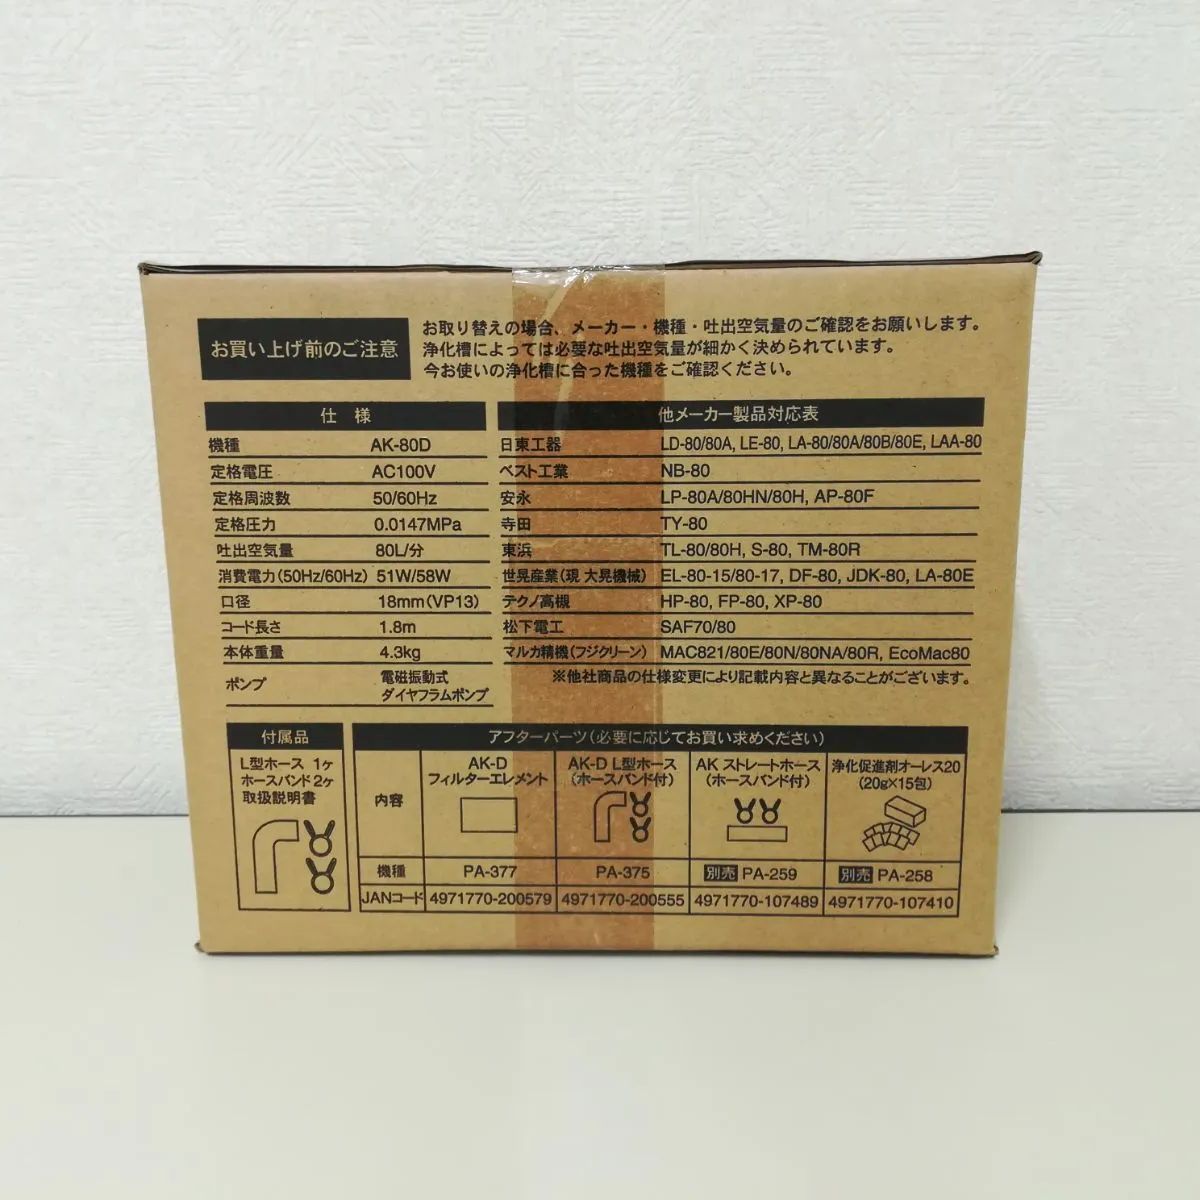 お買い上げ前のご注意
お取り替えの場合、メーカー・機種・吐出空気量のご確認をお願いします。
浄化槽によっては必要な吐出空気量が細かく決められています。
今お使いの浄化槽に合った機種をご確認ください。
仕様
機種 AK-80D
定格電圧 AC100V
定格周波数 50/60Hz
定格圧力 0.0147MPa
吐出空気量 80L/分
消費電力(50Hz/60Hz) 51W/58W
口径 18mm(VP13)
コード長さ 1.8m
本体重量 4.3kg
ポンプ 電磁振動式
ダイヤフラムポンプ
他メーカー製品対応表
日東工器 LD-80/80A, LE-80, LA-80/80A/80B/80E, LAA-80
ベスト工業 NB-80
安永 LP-80A/80HN/80H, AP-80F
寺田 TY-80
東浜 TL-80/80H, S-80, TM-80R
世晃産業(現 大晃機械) EL-80-15/80-17, DF-80, JDK-80, LA-80E
テクノ高槻 HP-80, FP-80, XP-80
松下電工 SAF70/80
マルカ精機(フジクリーン) MAC821/80E/80N/80NA/80R, EcoMac80
※他社商品の仕様変更により記載内容と異なることがございます。
付属品
L型ホース 1ヶ
ホースバンド2ヶ
取扱説明書
アフターパーツ(必要に応じてお買い求めください)
内容
AK-D
フィルターエレメント
AK-D L型ホース
(ホースバンド付)
AK ストレートホース
(ホースバンド付)
浄化促進剤オーレス20
(20g×15包)
機種 PA-377 PA-375 別売 PA-259 別売 PA-258
JANコード 4971770-200579 4971770-200555 4971770-107489 4971770-107410